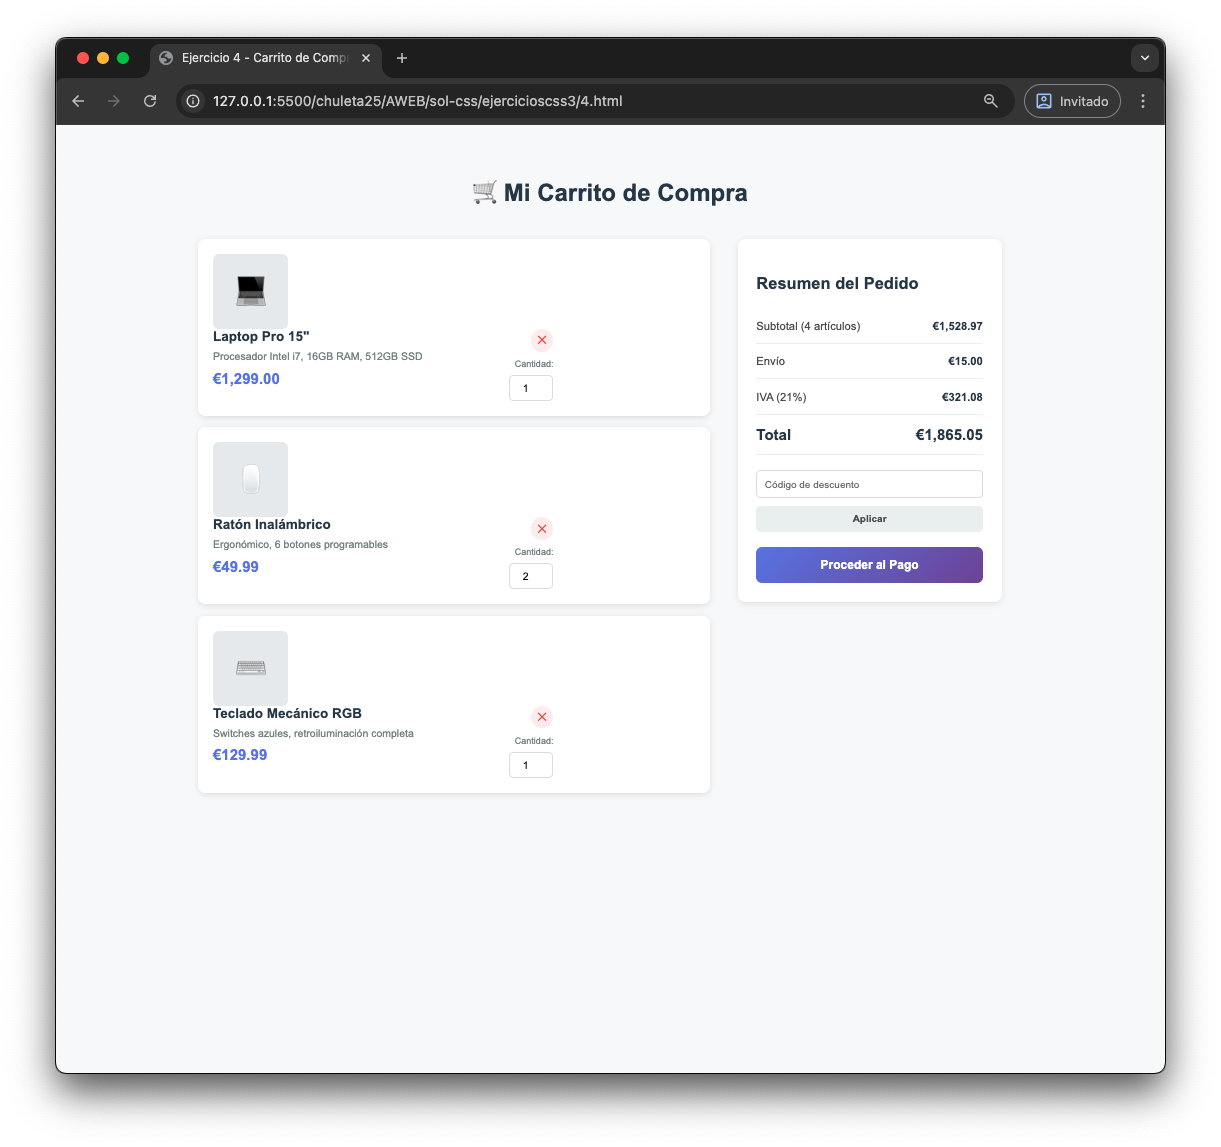 Ejercicio 4 - Carrito de Comp
127.0.0.1:5500/chuleta25/AWEB/sol-css/ejercicioscss3/4.html
Invitado
Mi Carrito de Compra
Laptop Pro 15"
Procesador Intel i7, 16GB RAM, 512GB SSD
€1,299.00
Cantidad:
1
Ratón Inalámbrico
Ergonómico, 6 botones programables
€49.99
Cantidad:
2
Teclado Mecánico RGB
Switches azules, retroiluminación completa
€129.99
Cantidad:
1
Resumen del Pedido
Subtotal (4 artículos) €1,528.97
Envío €15.00
IVA (21%) €321.08
Total €1,865.05
Código de descuento
Aplicar
Proceder al Pago